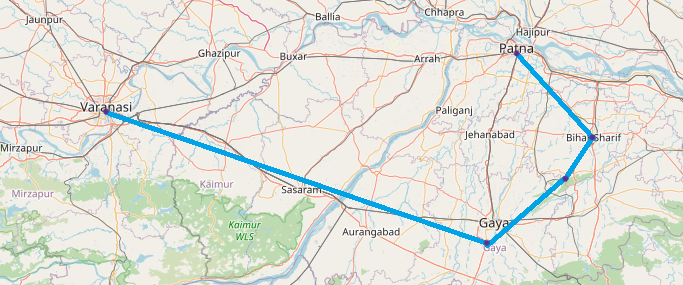 Jaunpur
Ballia
Chhapra
Hajipur
Ghazipur
Buxar
Arrah
Patna
Varanasi
Paliganj
Mirzapur
Jehanabad
Bihar Sharif
Mirzapur
Kaimur
Sasaram
Kaimur
WLS
Aurangabad
Gaya
Gaya